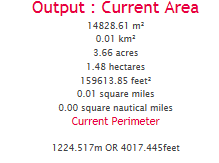 Output : Current Area
14828.61 m²
0.01 km²
3.66 acres
1.48 hectares
159613.85 feet²
0.01 square miles
0.00 square nautical miles
Current Perimeter
1224.517m OR 4017.445feet